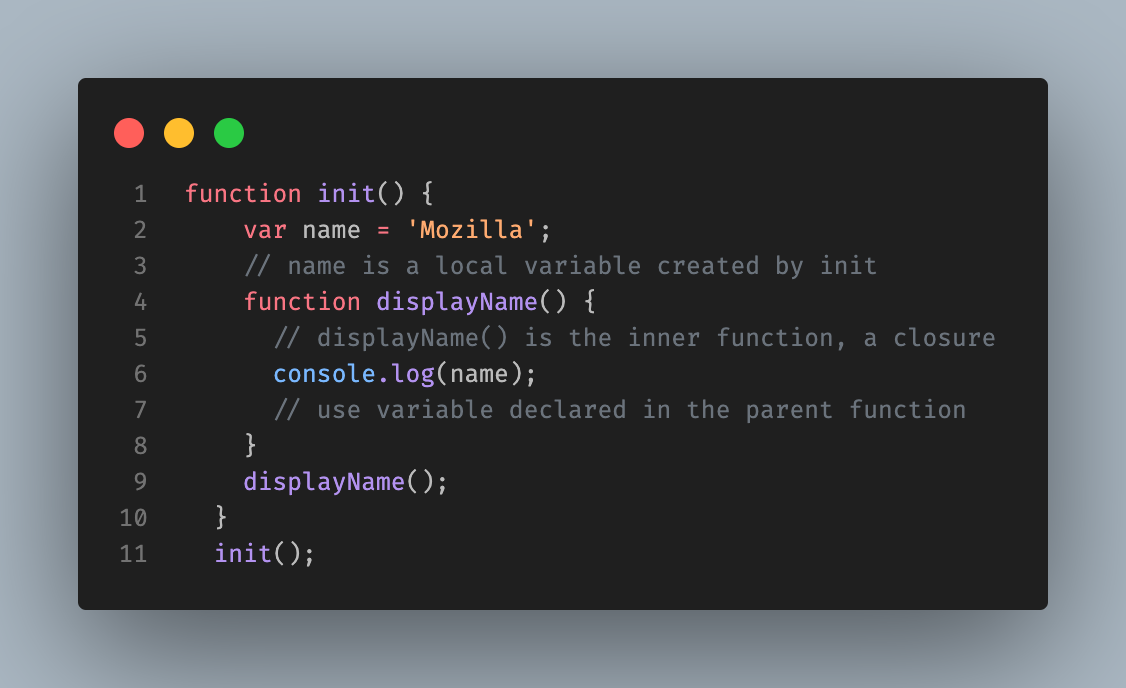 1 function init() {
2     var name = 'Mozilla';
3     // name is a local variable created by init
4     function displayName() {
5       // displayName() is the inner function, a closure
6       console.log(name);
7       // use variable declared in the parent function
8     }
9     displayName();
10   }
11   init();